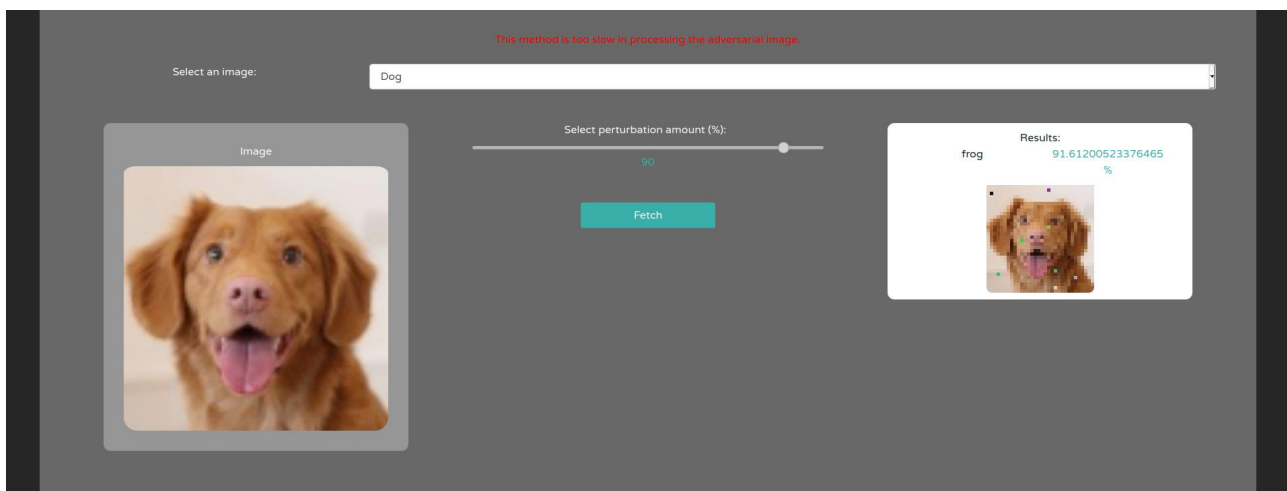 This method is too slow in processing the adversarial image.
Select an image:
Dog
Image
Select perturbation amount (%):
90
Fetch
Results:
frog 91.61200523376465
%